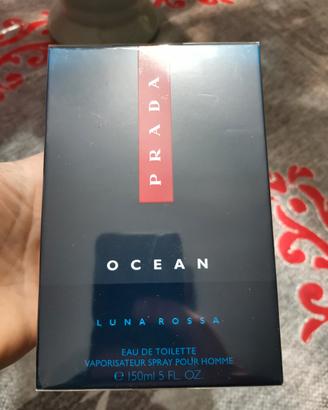 PRADA
OCEAN
LUNA ROSSA
EAU DE TOILETTE
VAPORISATEUR SPRAY POUR HOMME
℮ 150ml 5 FL. OZ.